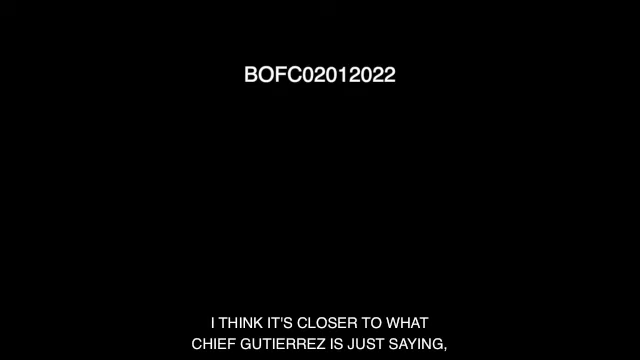 BOFC02012022
I THINK IT'S CLOSER TO WHAT
CHIEF GUTIERREZ IS JUST SAYING,